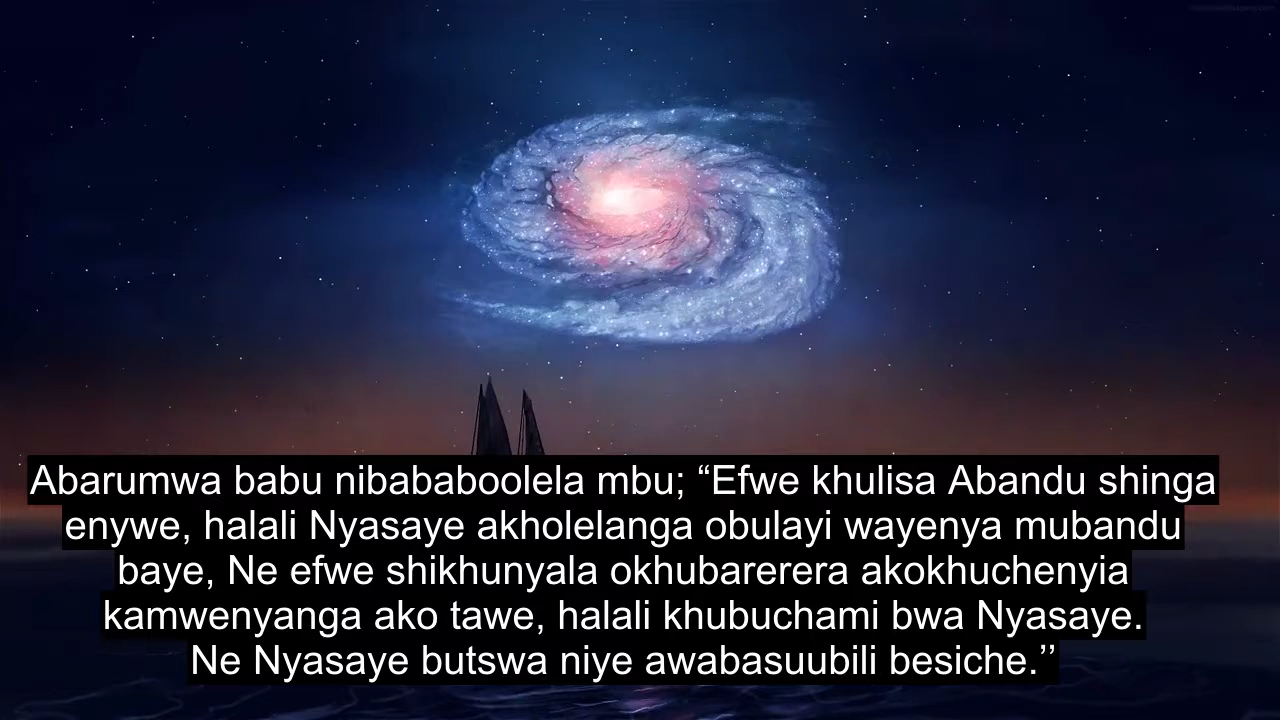 Abarumwa babu nibababoolela mbu; “Efwe khulisa Abandu shinga
enywe, halali Nyasaye akholelanga obulayi wayenya mubandu
baye, Ne efwe shikhunyala okhubarerera akokhuchenyia
kamwenyanga ako tawe, halali khubuchami bwa Nyasaye.
Ne Nyasaye butswa niye awabasuubili besiche.’’